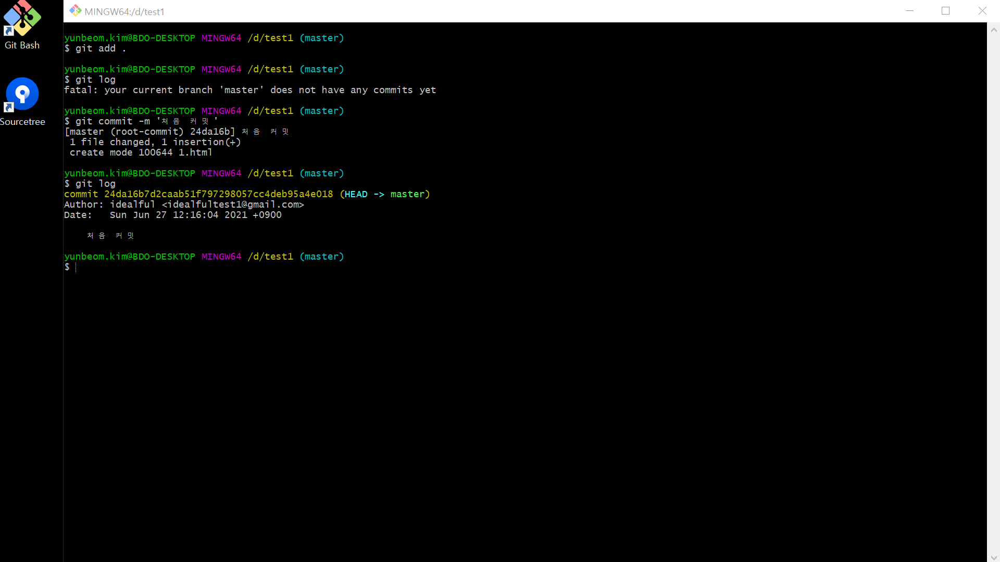 MINGW64:/d/test1
Git Bash
Sourcetree
yunbeom.kim@BDO-DESKTOP MINGW64 /d/test1 (master)
$ git add .
yunbeom.kim@BDO-DESKTOP MINGW64 /d/test1 (master)
$ git log
fatal: your current branch 'master' does not have any commits yet
yunbeom.kim@BDO-DESKTOP MINGW64 /d/test1 (master)
$ git commit -m '처음 커밋'
[master (root-commit) 24da16b] 처음 커밋
1 file changed, 1 insertion(+)
create mode 100644 1.html
yunbeom.kim@BDO-DESKTOP MINGW64 /d/test1 (master)
$ git log
commit 24da16b7d2caab51f797298057cc4deb95a4e018 (HEAD -> master)
Author: idealful <idealfultest1@gmail.com>
Date:   Sun Jun 27 12:16:04 2021 +0900
처음 커밋
yunbeom.kim@BDO-DESKTOP MINGW64 /d/test1 (master)
$